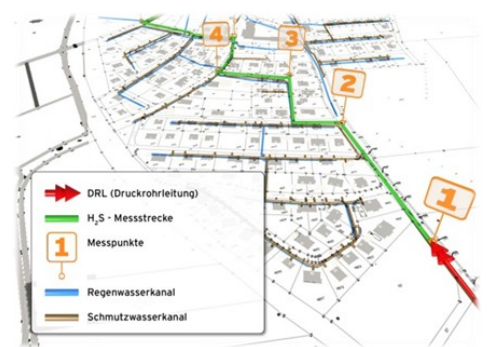 4
3
2
1
DRL (Druckrohrleitung)
H₂S - Messstrecke
1
Messpunkte
Regenwasserkanal
Schmutzwasserkanal